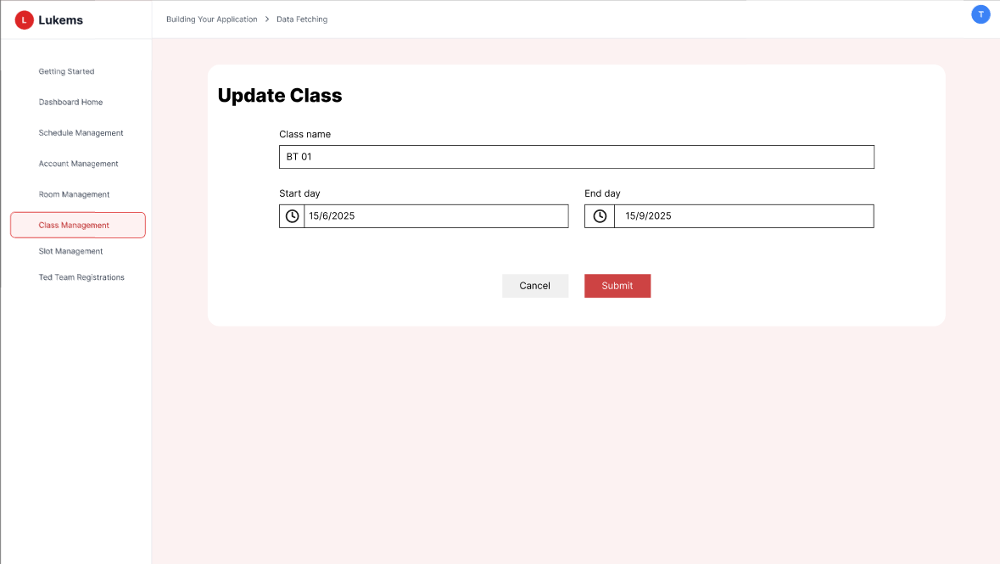 L Lukems
Building Your Application > Data Fetching
T
Getting Started
Dashboard Home
Schedule Management
Account Management
Room Management
Class Management
Slot Management
Ted Team Registrations
Update Class
Class name
BT 01
Start day
End day
15/6/2025
15/9/2025
Cancel
Submit